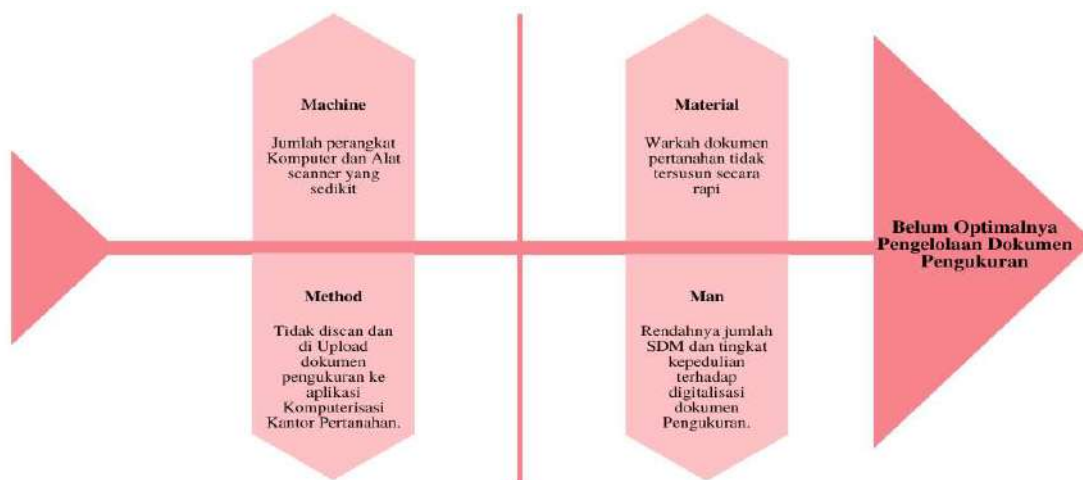 Machine
Jumlah perangkat
Komputer dan Alat
scanner yang
sedikit
Material
Warkah dokumen
pertanahan tidak
tersusun secara
rapi
Belum Optimalnya
Pengelolaan Dokumen
Pengukuran
Method
Tidak discan dan
di Upload
dokumen
pengukuran ke
aplikasi
Komputerisasi
Kantor Pertanahan.
Man
Rendahnya jumlah
SDM dan tingkat
kepedulian
terhadap
digitalisasi
dokumen
Pengukuran.